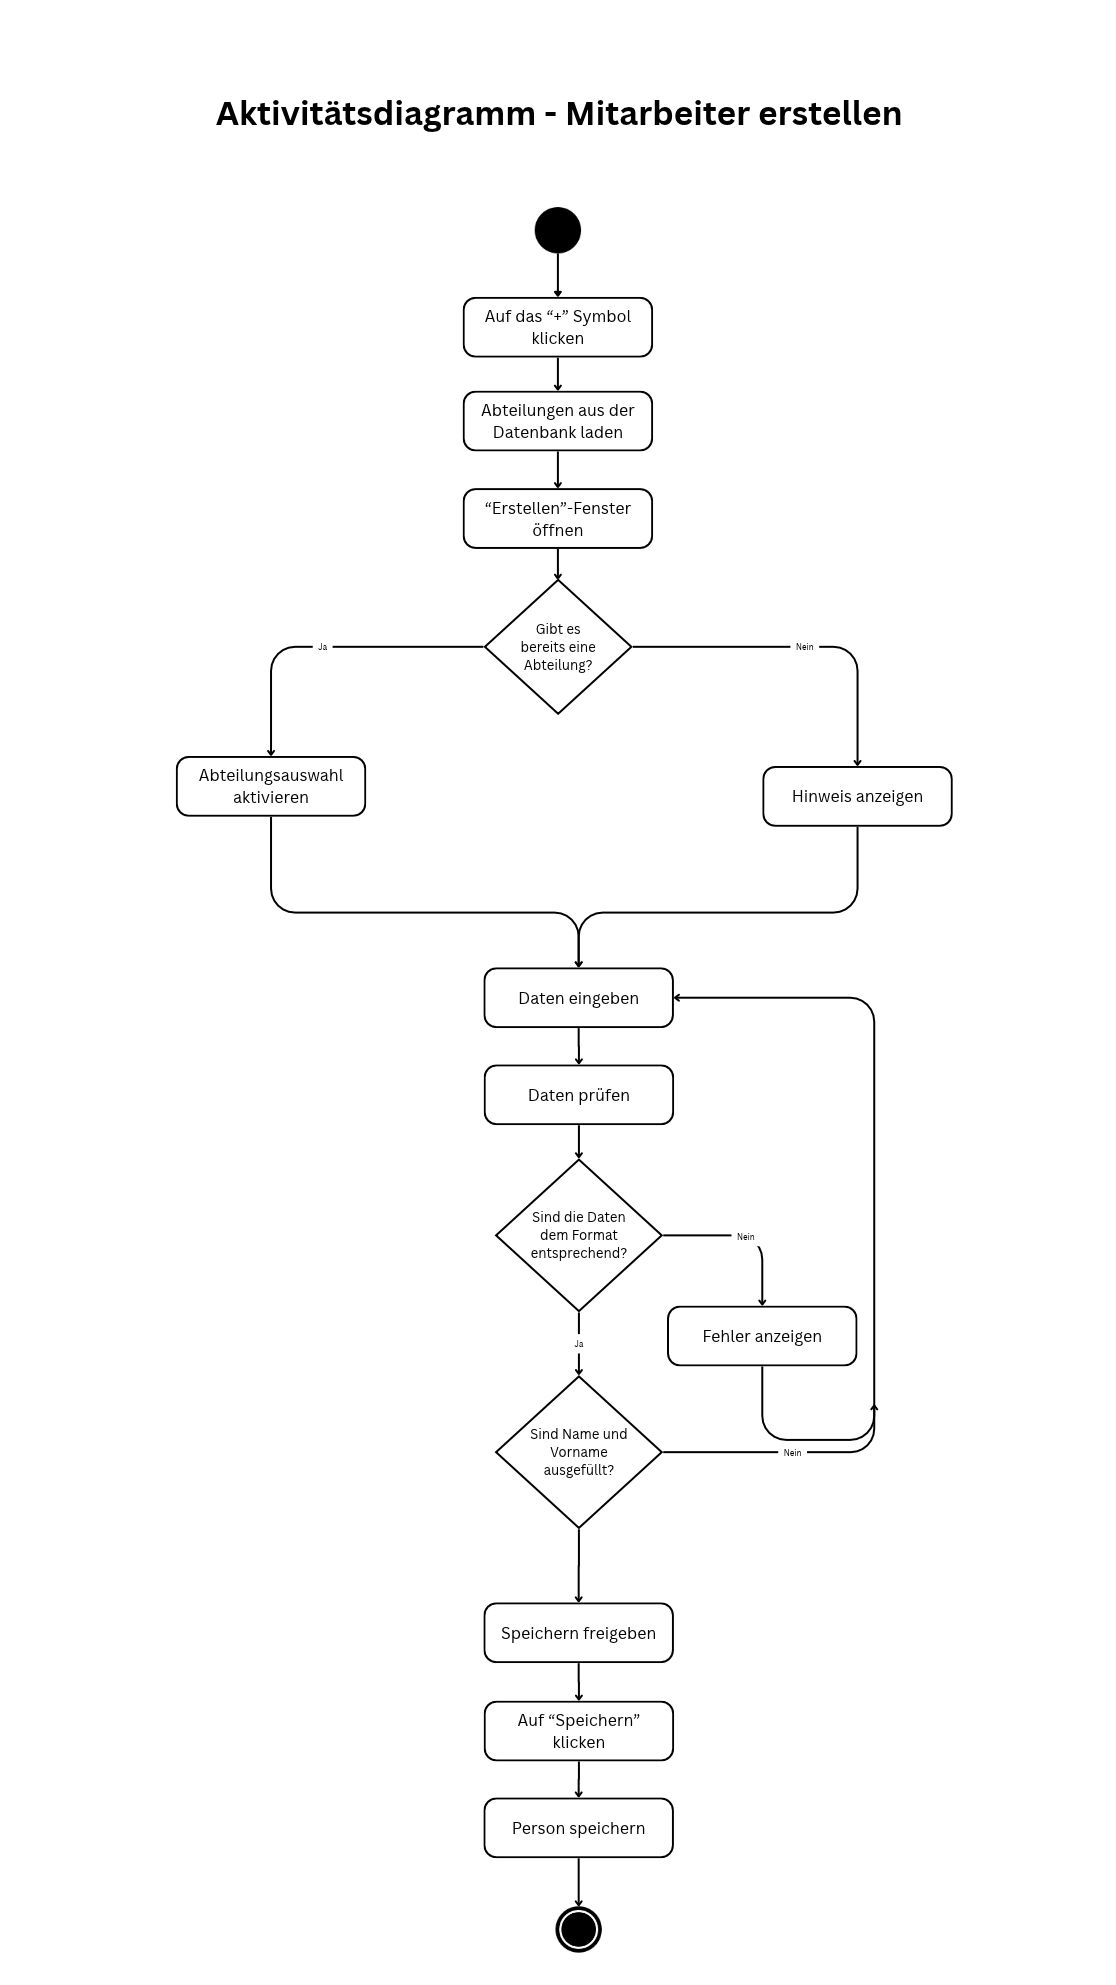 Aktivitätsdiagramm - Mitarbeiter erstellen
Auf das “+” Symbol
klicken
Abteilungen aus der
Datenbank laden
“Erstellen”-Fenster
öffnen
Gibt es
bereits eine
Abteilung?
Ja
Nein
Abteilungsauswahl
aktivieren
Hinweis anzeigen
Daten eingeben
Daten prüfen
Sind die Daten
dem Format
entsprechend?
Nein
Fehler anzeigen
Ja
Sind Name und
Vorname
ausgefüllt?
Nein
Speichern freigeben
Auf “Speichern”
klicken
Person speichern